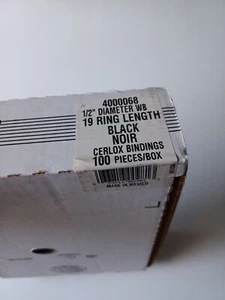 4000068
1/2" DIAMETER WB
19 RING LENGTH
BLACK
NOIR
CERLOX BINDINGS
100 PIECES/BOX
MADE IN MEXICO